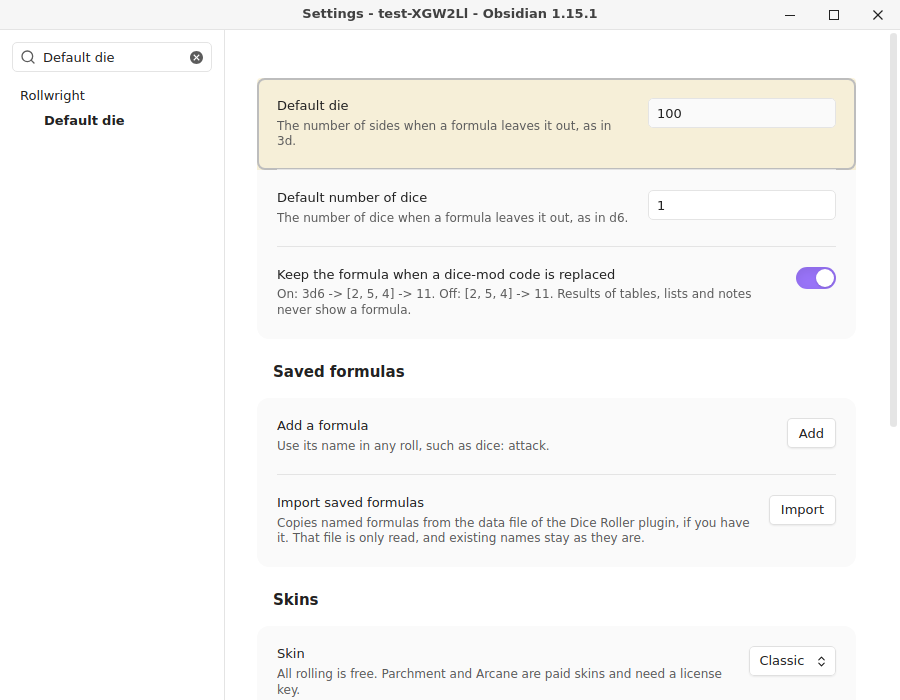 Settings - test-XGW2Ll - Obsidian 1.15.1
Default die
Rollwright
Default die
Default die
The number of sides when a formula leaves it out, as in
3d.
100
Default number of dice
The number of dice when a formula leaves it out, as in d6.
1
Keep the formula when a dice-mod code is replaced
On: 3d6 -> [2, 5, 4] -> 11. Off: [2, 5, 4] -> 11. Results of tables, lists and notes
never show a formula.
Saved formulas
Add a formula
Use its name in any roll, such as dice: attack.
Add
Import saved formulas
Copies named formulas from the data file of the Dice Roller plugin, if you have
it. That file is only read, and existing names stay as they are.
Import
Skins
Skin
All rolling is free. Parchment and Arcane are paid skins and need a license
key.
Classic